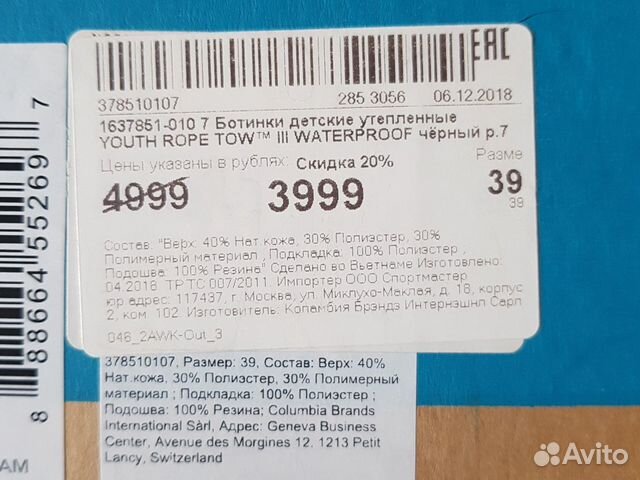 EAC
378510107 285 3056 06.12.2018
1637851-010 7 Ботинки детские утепленные
YOUTH ROPE TOW™ III WATERPROOF чёрный р.7
Цены указаны в рублях: Скидка 20% Разме
4999 3999 39
39
Состав: "Верх: 40% Нат.кожа, 30% Полиэстер, 30%
Полимерный материал , Подкладка: 100% Полиэстер ,
Подошва: 100% Резина" Сделано во Вьетнаме Изготовлено:
04.2018 ТР ТС 007/2011. Импортер ООО Спортмастер
юр адрес: 117437, г. Москва, ул. Миклухо-Маклая, д. 18, корпус
2, ком. 102. Изготовитель: Коламбия Брэндз Интернэшнл Сарл
046_2AWK-Out_3
378510107, Размер: 39, Состав: Верх: 40%
Нат.кожа, 30% Полиэстер, 30% Полимерный
материал ; Подкладка: 100% Полиэстер ;
Подошва: 100% Резина; Columbia Brands
International Sàrl, Адрес: Geneva Business
Center, Avenue des Morgines 12, 1213 Petit
Lancy, Switzerland
8 88664 55269 7
AM
Avito